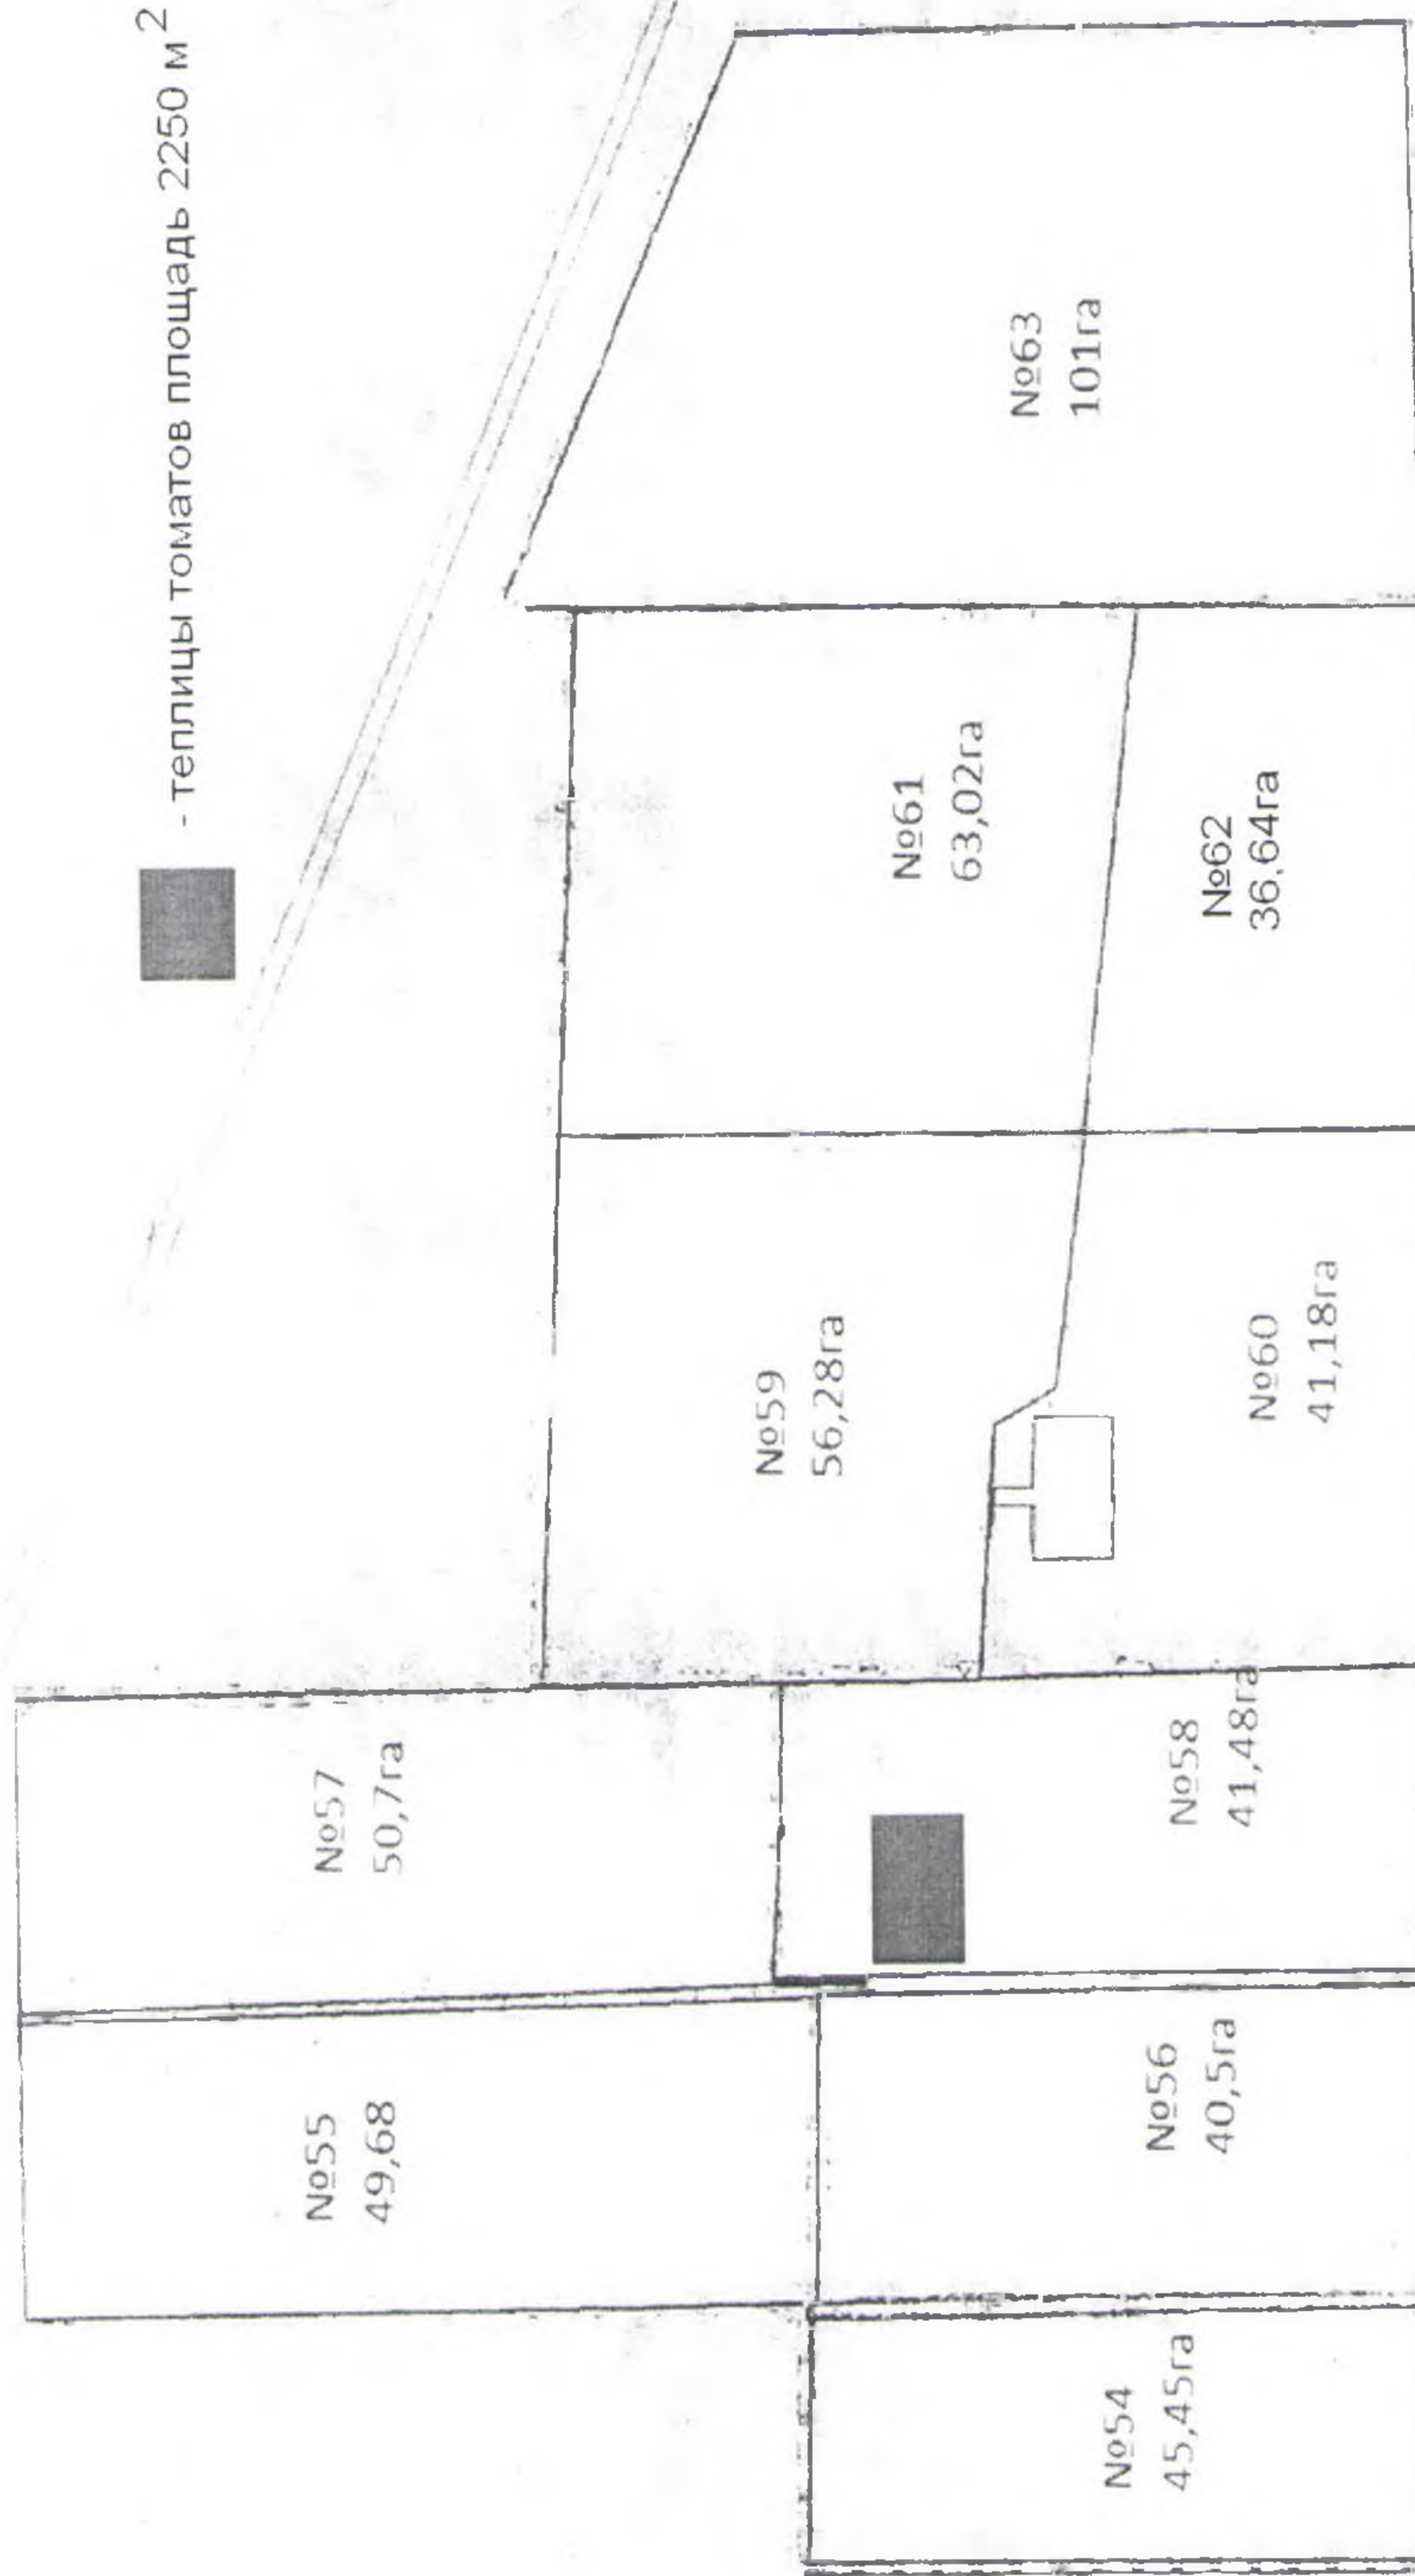 - теплицы томатов площадь 2250 м²
№55
49,68
№57
50,7га
№54
45,45га
№56
40,5га
№58
41,48га
№59
56,28га
№60
41,18га
№61
63,02га
№62
36,64га
№63
101га